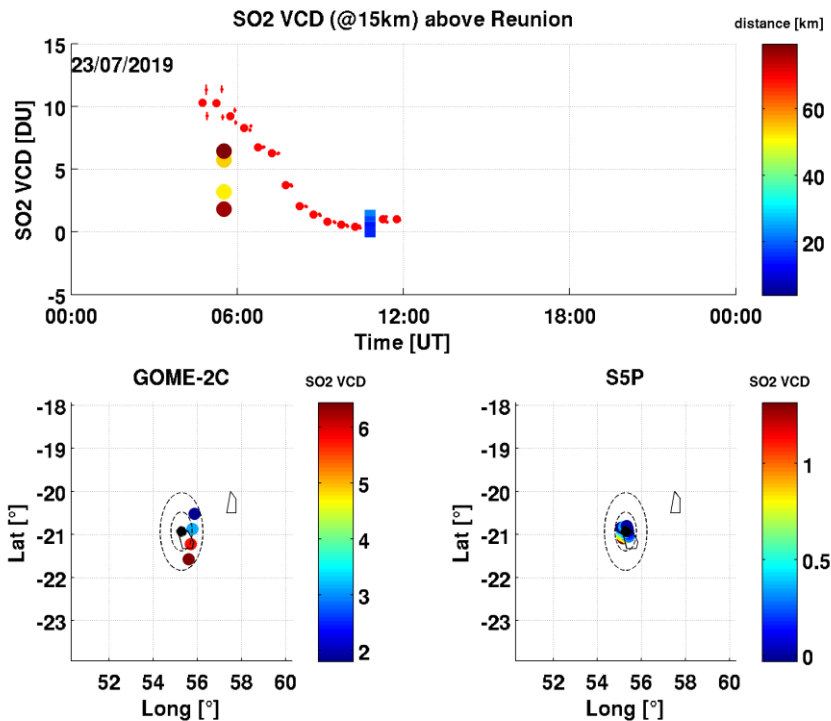 SO2 VCD (@15km) above Reunion
distance [km]
23/07/2019
15
10
5
0
-5
SO2 VCD [DU]
00:00 06:00 12:00 18:00 00:00
Time [UT]
60
40
20
GOME-2C
SO2 VCD
-18
-19
-20
-21
-22
-23
Lat [°]
52 54 56 58 60
Long [°]
6
5
4
3
2
S5P
SO2 VCD
-18
-19
-20
-21
-22
-23
Lat [°]
52 54 56 58 60
Long [°]
1
0.5
0